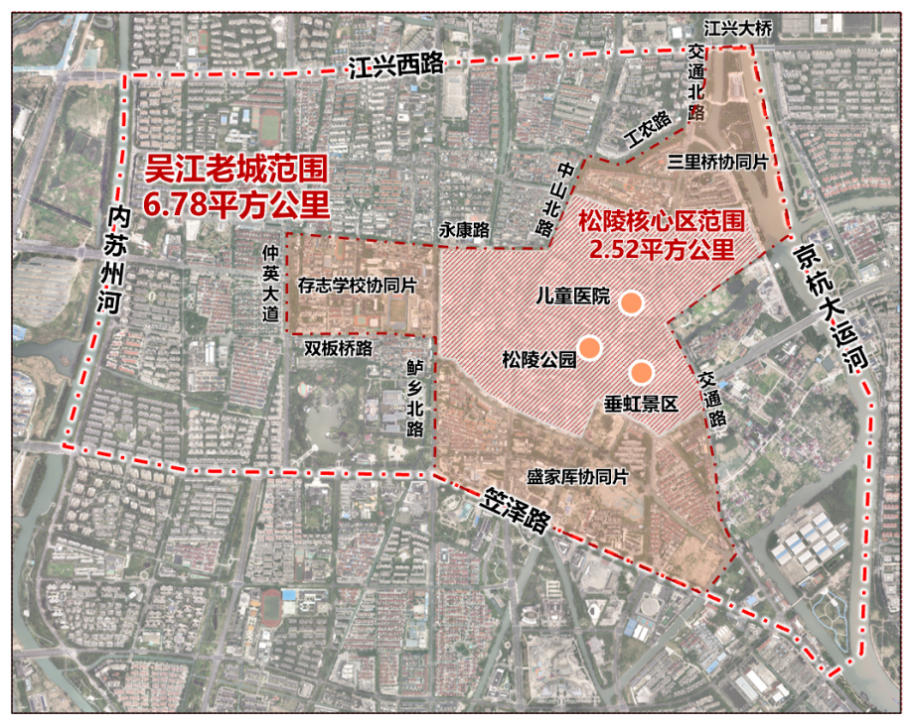 江兴大桥
江兴西路
交通北路
工农路
三里桥协同片
吴江老城范围
6.78平方公里
中山北路
松陵核心区范围
2.52平方公里
内苏州河
永康路
仲英大道
京杭大运河
存志学校协同片
儿童医院
双板桥路
松陵公园
鲈乡北路
垂虹景区
交通路
盛家厍协同片
笠泽路